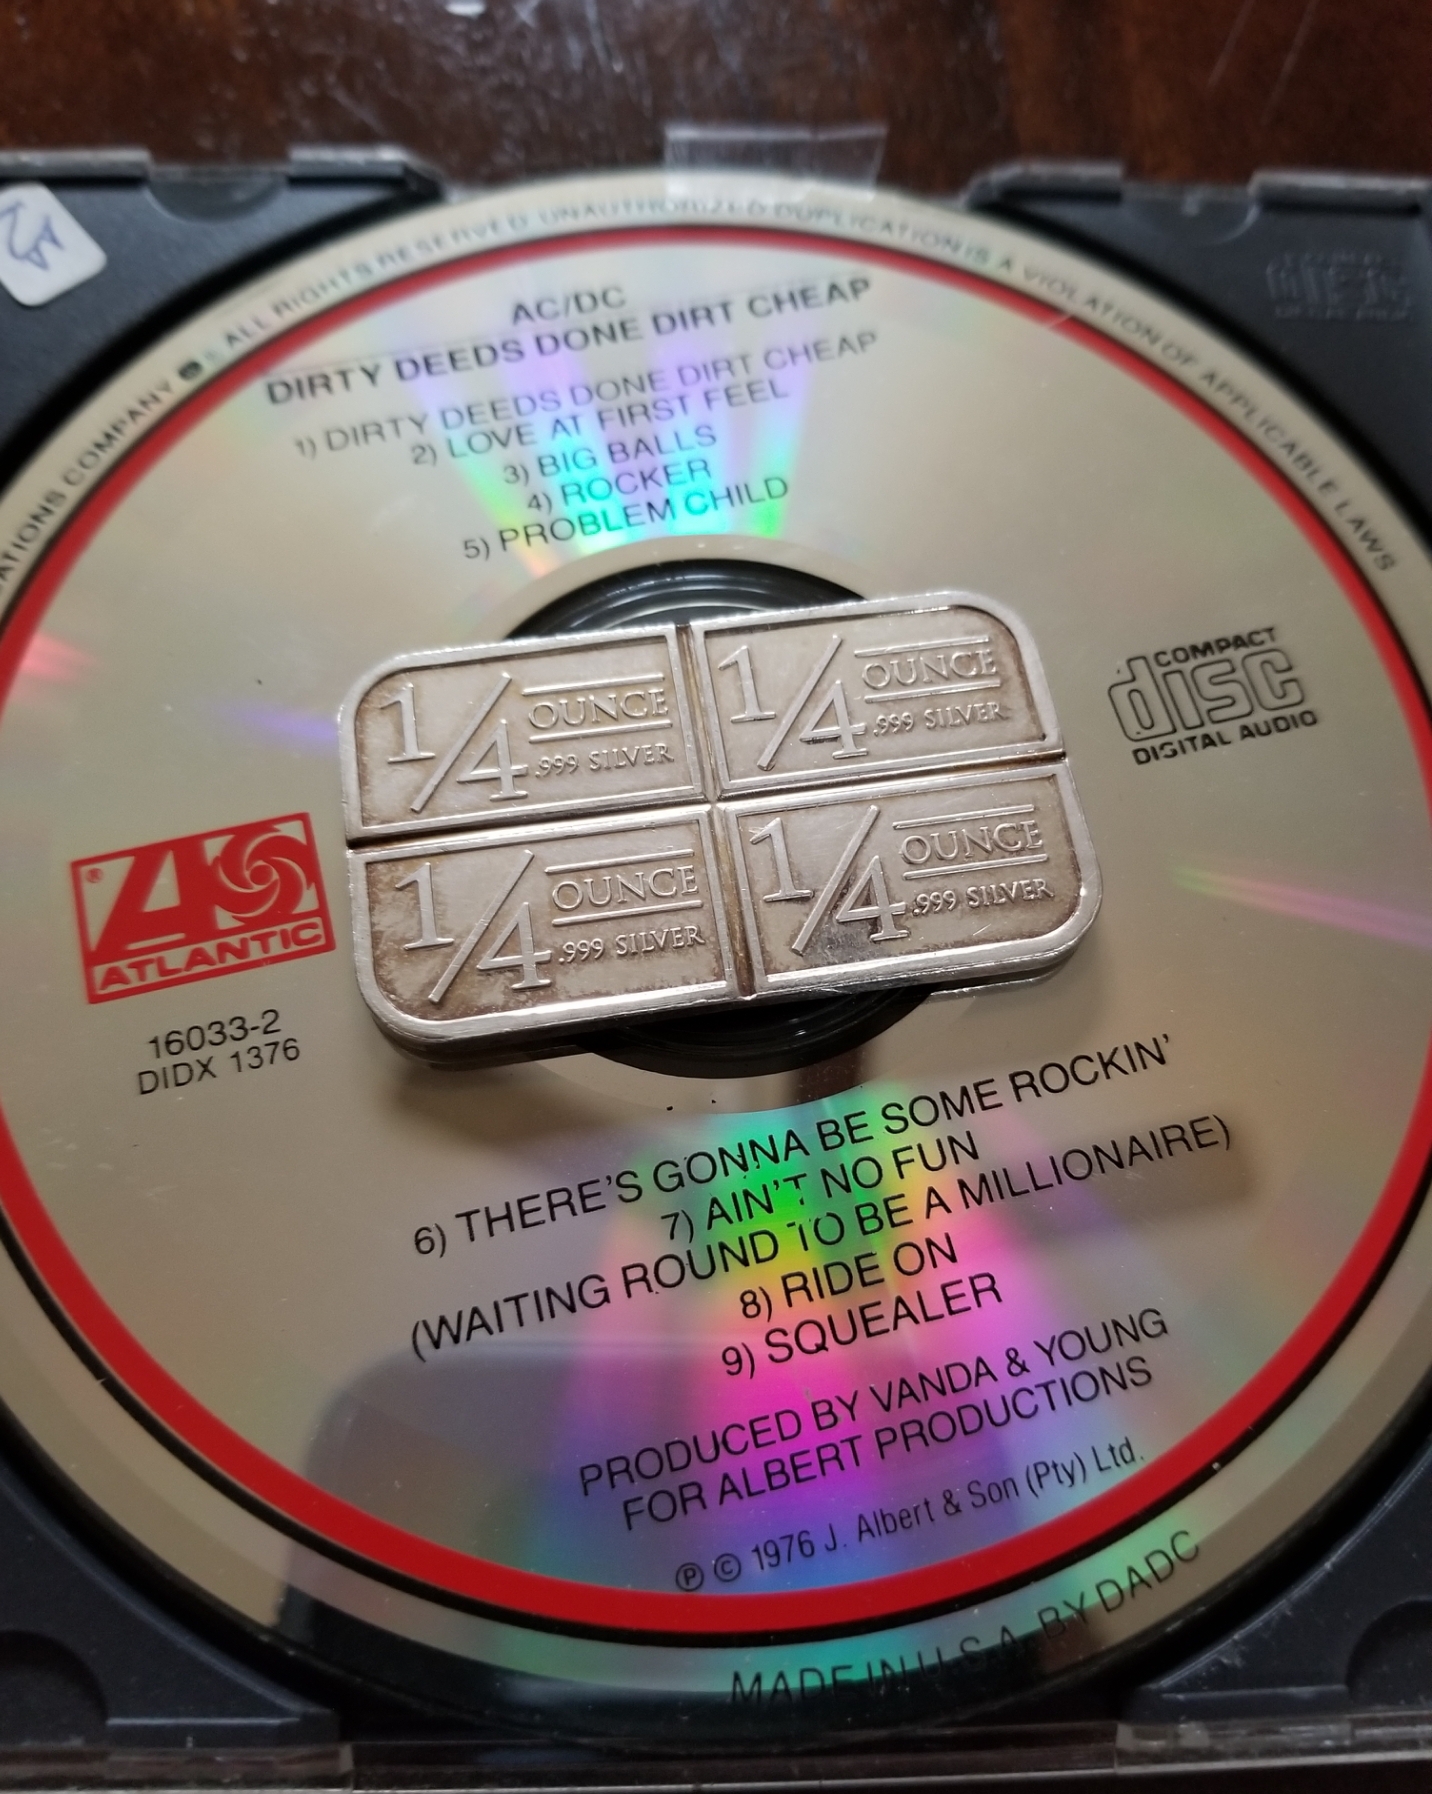 ATIONS COMPANY ℗ © ALL RIGHTS RESERVED. UNAUTHORIZED DUPLICATION IS A VIOLATION OF APPLICABLE LAWS
AC/DC
DIRTY DEEDS DONE DIRT CHEAP
1) DIRTY DEEDS DONE DIRT CHEAP
2) LOVE AT FIRST FEEL
3) BIG BALLS
4) ROCKER
5) PROBLEM CHILD
1/4 OUNCE
.999 SILVER
1/4 OUNCE
.999 SILVER
1/4 OUNCE
.999 SILVER
1/4 OUNCE
.999 SILVER
COMPACT
disc
DIGITAL AUDIO
®
ATLANTIC
16033-2
DIDX 1376
6) THERE'S GONNA BE SOME ROCKIN'
7) AIN'T NO FUN
(WAITING ROUND TO BE A MILLIONAIRE)
8) RIDE ON
9) SQUEALER
PRODUCED BY VANDA & YOUNG
FOR ALBERT PRODUCTIONS
℗ © 1976 J. Albert & Son (Pty) Ltd.
MADE IN U.S.A. BY DADC